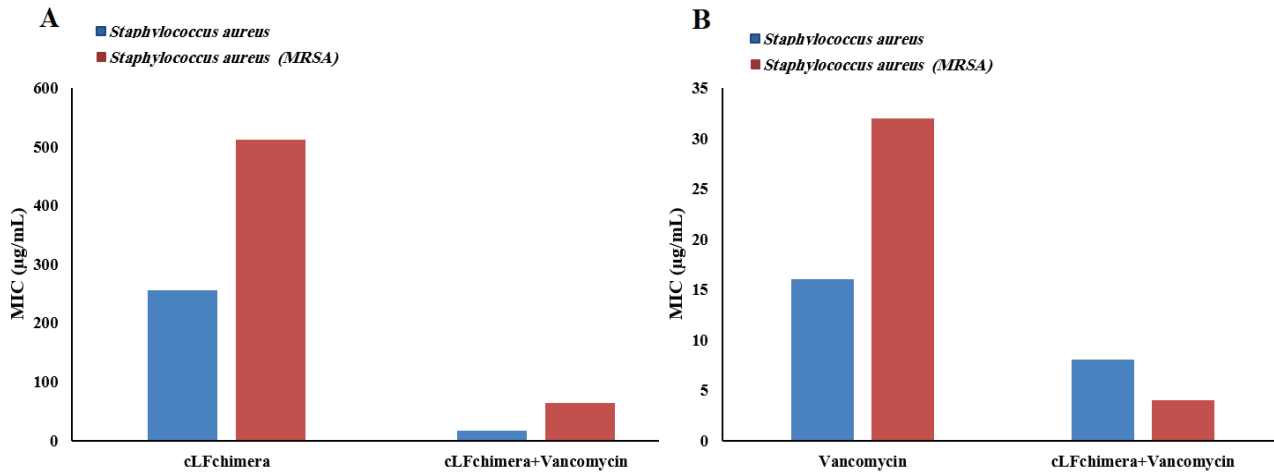 A
Staphylococcus aureus
Staphylococcus aureus (MRSA)
600
500
400
300
200
100
0
MIC (µg/mL)
cLFchimera
cLFchimera+Vancomycin
B
Staphylococcus aureus
Staphylococcus aureus (MRSA)
35
30
25
20
15
10
5
0
MIC (µg/mL)
Vancomycin
cLFchimera+Vancomycin